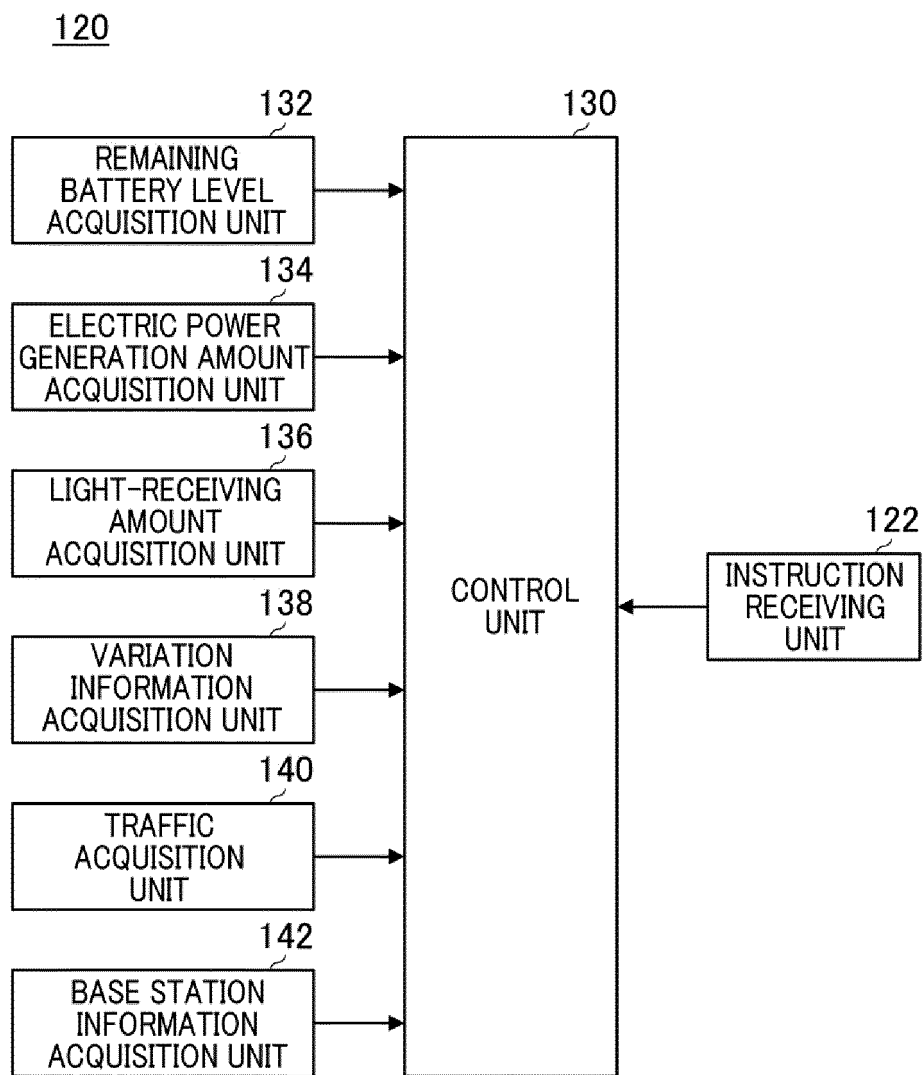 120
132
REMAINING
BATTERY LEVEL
ACQUISITION UNIT
134
ELECTRIC POWER
GENERATION AMOUNT
ACQUISITION UNIT
136
LIGHT-RECEIVING
AMOUNT
ACQUISITION UNIT
138
VARIATION
INFORMATION
ACQUISITION UNIT
140
TRAFFIC
ACQUISITION
UNIT
142
BASE STATION
INFORMATION
ACQUISITION UNIT
130
CONTROL
UNIT
122
INSTRUCTION
RECEIVING
UNIT